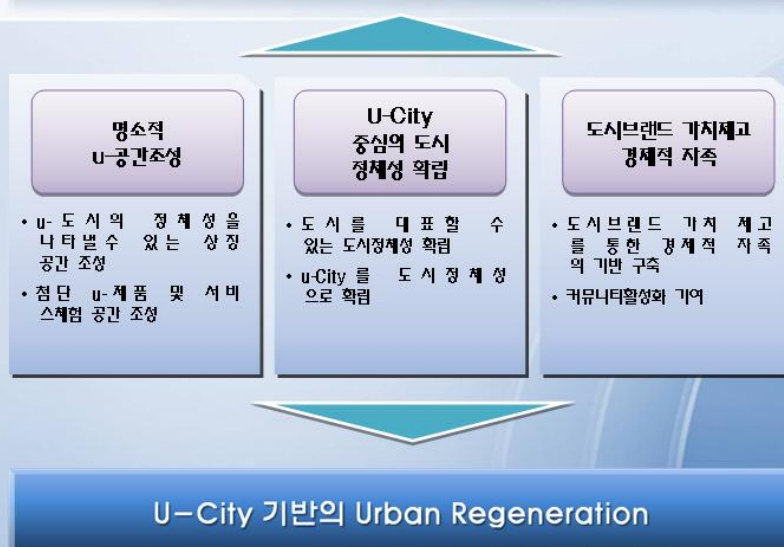 명소적
u-공간조성
• u-도시의 정체성을
나타낼수 있는 상징
공간 조성
• 첨단 u-제품 및 서비
스체험 공간 조성
U-City
중심의 도시
정체성 확립
• 도시를 대표할 수
있는 도시정체성 확립
• u-City를 도시정체성
으로 확립
도시브랜드 가치제고
경제적 자족
• 도시브랜드 가치 제고
를 통한 경제적 자족
의 기반 구축
• 커뮤니티활성화 기여
U-City 기반의 Urban Regeneration